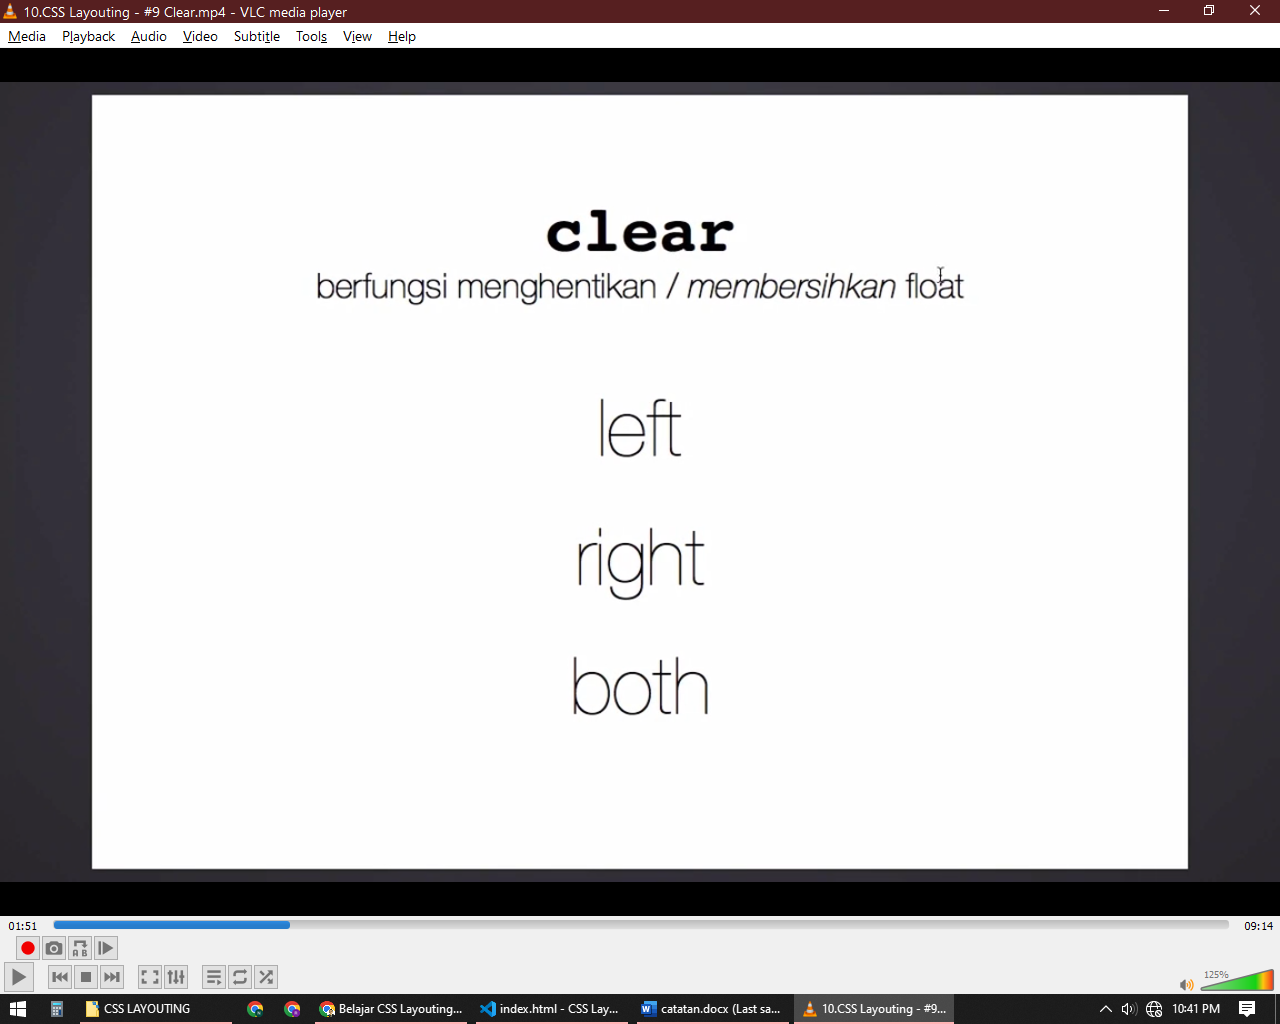 10.CSS Layouting - #9 Clear.mp4 - VLC media player
Media Playback Audio Video Subtitle Tools View Help
clear
berfungsi menghentikan / membersihkan float
left
right
both
01:51
09:14
A B
125%
CSS LAYOUTING
Belajar CSS Layouting...
index.html - CSS Lay...
catatan.docx (Last sa...
10.CSS Layouting - #9...
10:41 PM